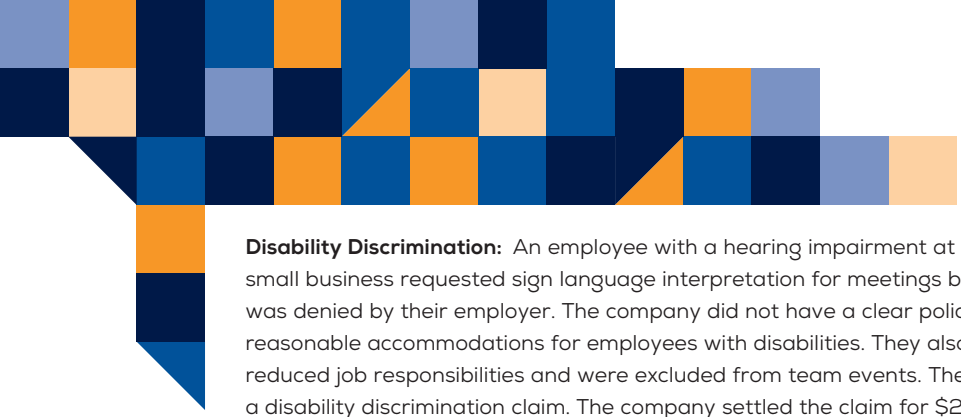 Disability Discrimination: An employee with a hearing impairment at
small business requested sign language interpretation for meetings
was denied by their employer. The company did not have a clear
reasonable accommodations for employees with disabilities. They
reduced job responsibilities and were excluded from team events.
a disability discrimination claim. The company settled the claim for